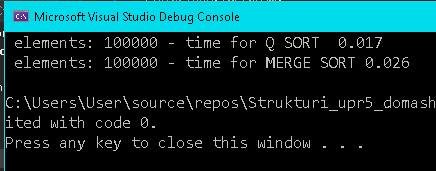 Microsoft Visual Studio Debug Console
elements: 100000 - time for Q SORT  0.017
elements: 100000 - time for MERGE SORT 0.026
C:\Users\User\source\repos\Strukturi_upr5_domash
ited with code 0.
Press any key to close this window . . .